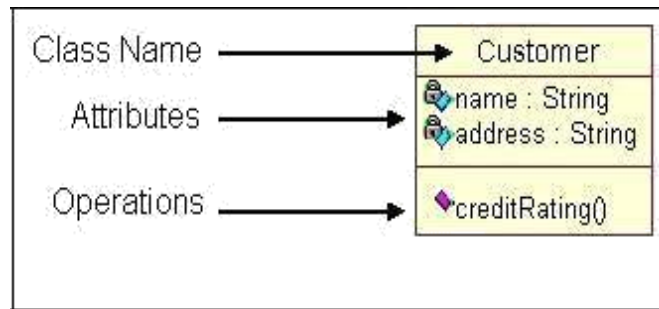 Class Name
Customer
Attributes
name : String
address : String
Operations
creditRating()